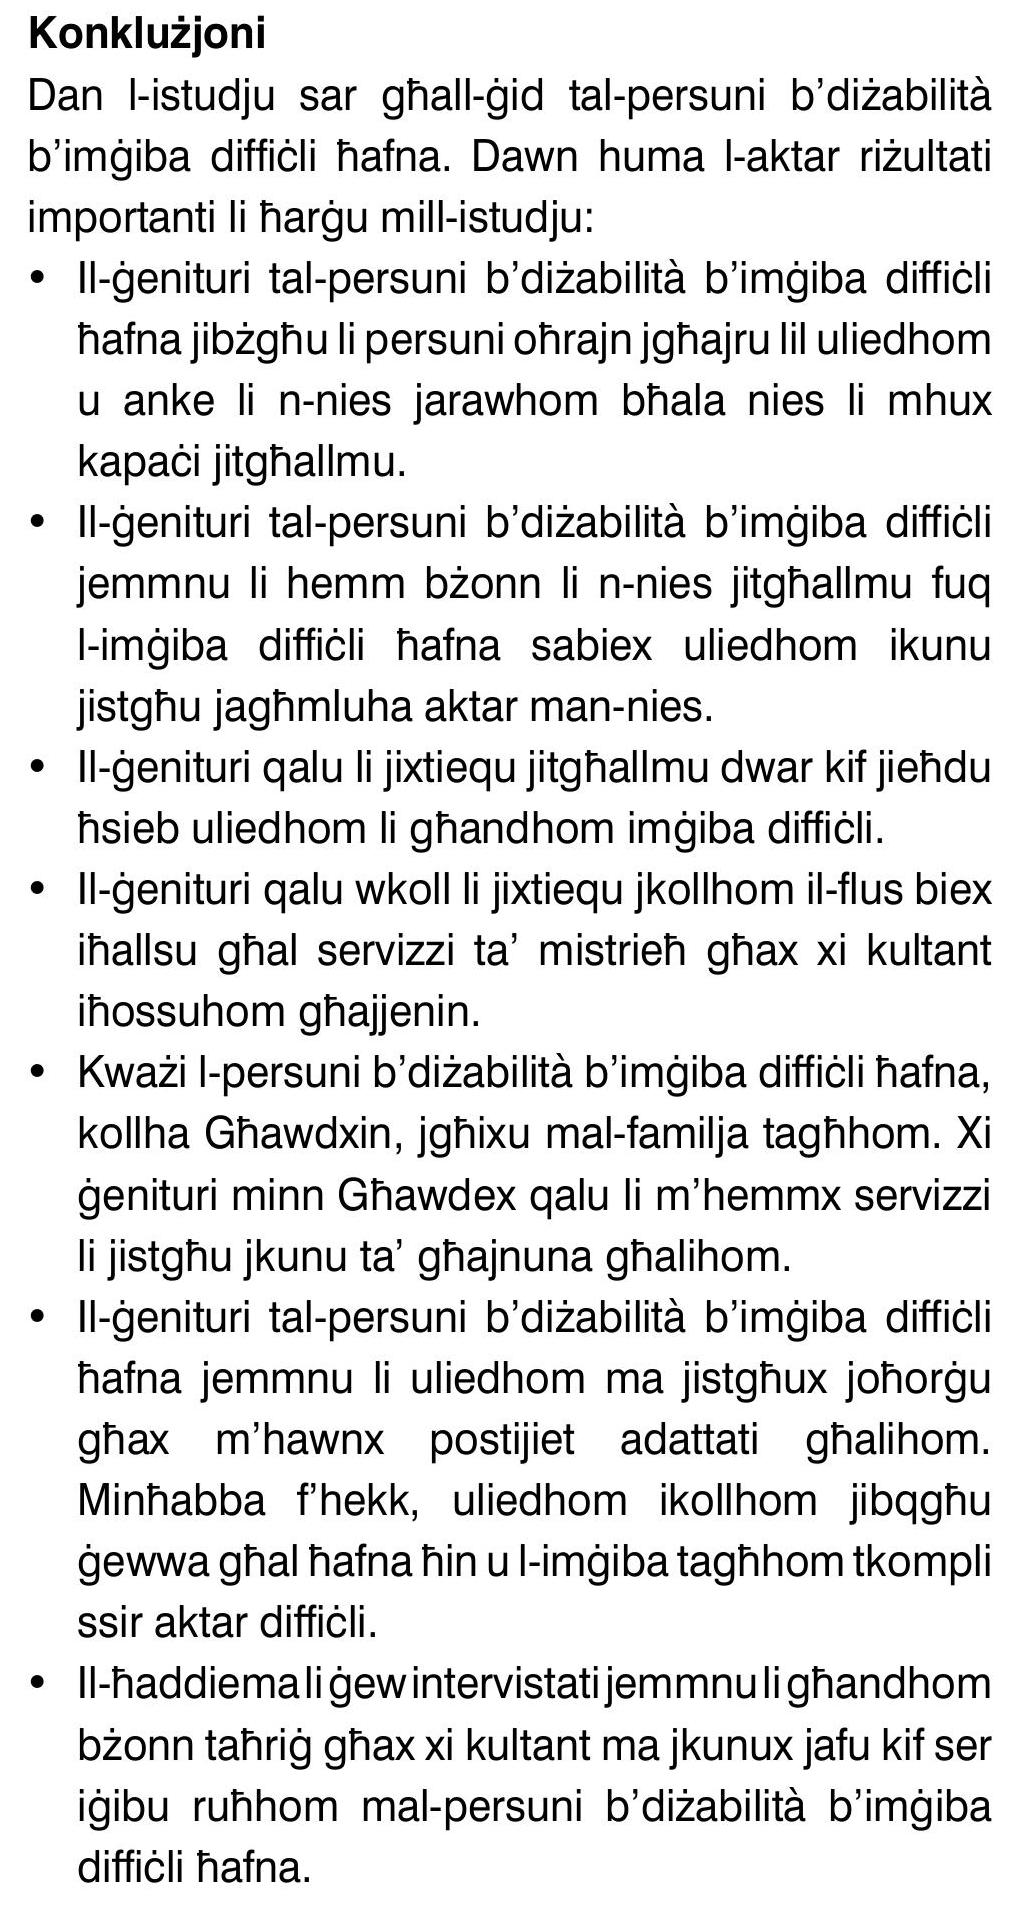 Konklużjoni
Dan l-istudju sar għall-ġid tal-persuni b’diżabilità
b’imġiba diffiċli ħafna. Dawn huma l-aktar riżultati
importanti li ħarġu mill-istudju:
• Il-ġenituri tal-persuni b’diżabilità b’imġiba diffiċli
ħafna jibżgħu li persuni oħrajn jgħajru lil uliedhom
u anke li n-nies jarawhom bħala nies li mhux
kapaċi jitgħallmu.
• Il-ġenituri tal-persuni b’diżabilità b’imġiba diffiċli
jemmnu li hemm bżonn li n-nies jitgħallmu fuq
l-imġiba diffiċli ħafna sabiex uliedhom ikunu
jistgħu jagħmluha aktar man-nies.
• Il-ġenituri qalu li jixtiequ jitgħallmu dwar kif jieħdu
ħsieb uliedhom li għandhom imġiba diffiċli.
• Il-ġenituri qalu wkoll li jixtiequ jkollhom il-flus biex
iħallsu għal servizzi ta’ mistrieħ għax xi kultant
iħossuhom għajjenin.
• Kważi l-persuni b’diżabilità b’imġiba diffiċli ħafna,
kollha Għawdxin, jgħixu mal-familja tagħhom. Xi
ġenituri minn Għawdex qalu li m’hemmx servizzi
li jistgħu jkunu ta’ għajnuna għalihom.
• Il-ġenituri tal-persuni b’diżabilità b’imġiba diffiċli
ħafna jemmnu li uliedhom ma jistgħux joħorġu
għax m’hawnx postijiet adattati għalihom.
Minħabba f’hekk, uliedhom ikollhom jibqgħu
ġewwa għal ħafna ħin u l-imġiba tagħhom tkompli
ssir aktar diffiċli.
• Il-ħaddiema li ġew intervistati jemmnu li għandhom
bżonn taħriġ għax xi kultant ma jkunux jafu kif ser
iġibu ruħhom mal-persuni b’diżabilità b’imġiba
diffiċli ħafna.